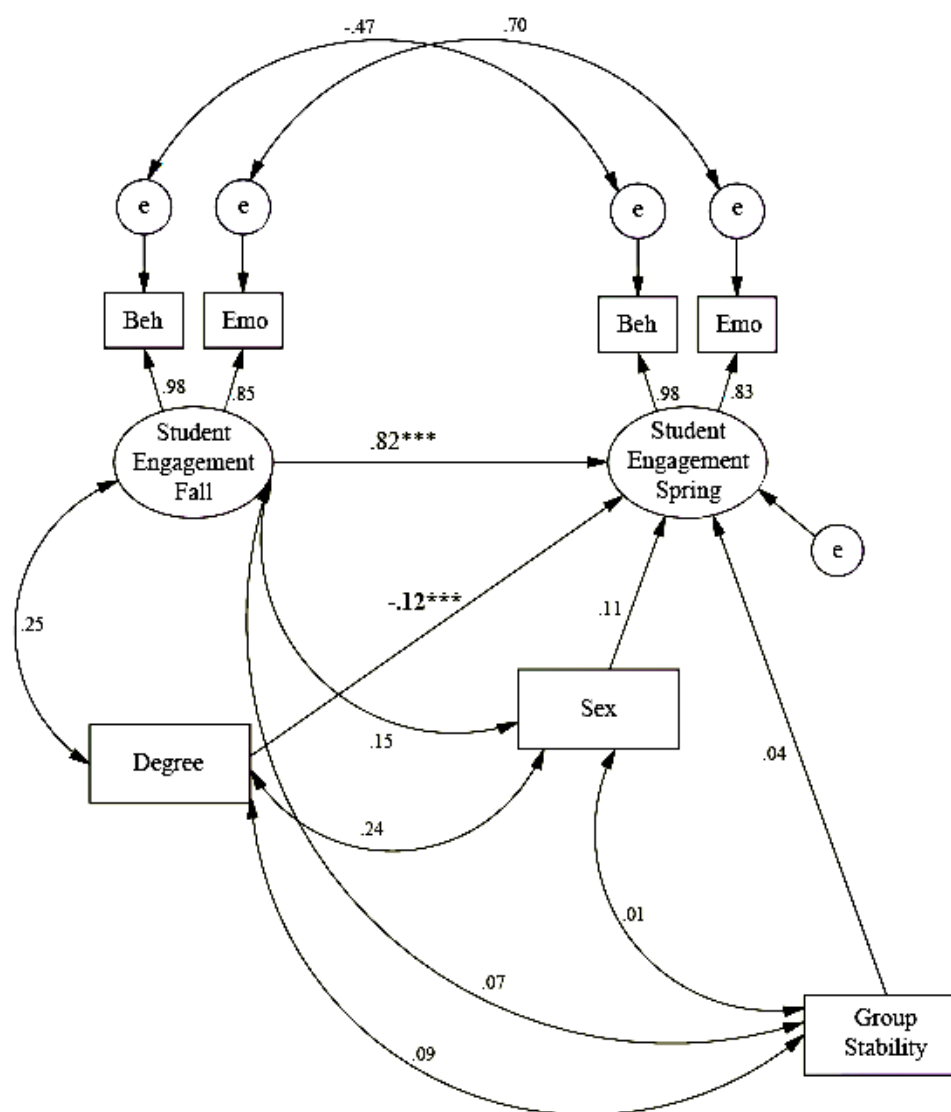 -.47
.70
e
e
e
e
Beh
Emo
Beh
Emo
.98
.85
.98
.83
Student
Engagement
Fall
.82***
Student
Engagement
Spring
e
-.12***
.25
.11
Sex
.15
Degree
.04
.24
.01
.07
Group
Stability
.09